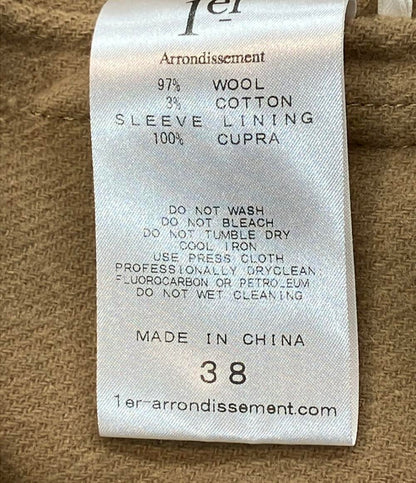 1er
Arrondissement
97% WOOL
3% COTTON
SLEEVE LINING
100% CUPRA
DO NOT WASH
DO NOT BLEACH
DO NOT TUMBLE DRY
COOL IRON
USE PRESS CLOTH
PROFESSIONALLY DRYCLEAN.
FLUOROCARBON OR PETROLEUM
DO NOT WET CLEANING
MADE IN CHINA
38
1er-arrondissement.com